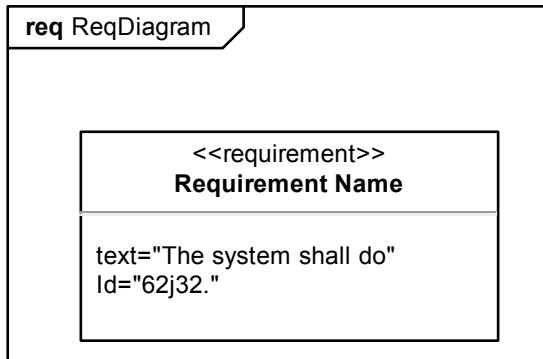 req ReqDiagram
<<requirement>>
Requirement Name
text="The system shall do"
Id="62j32."